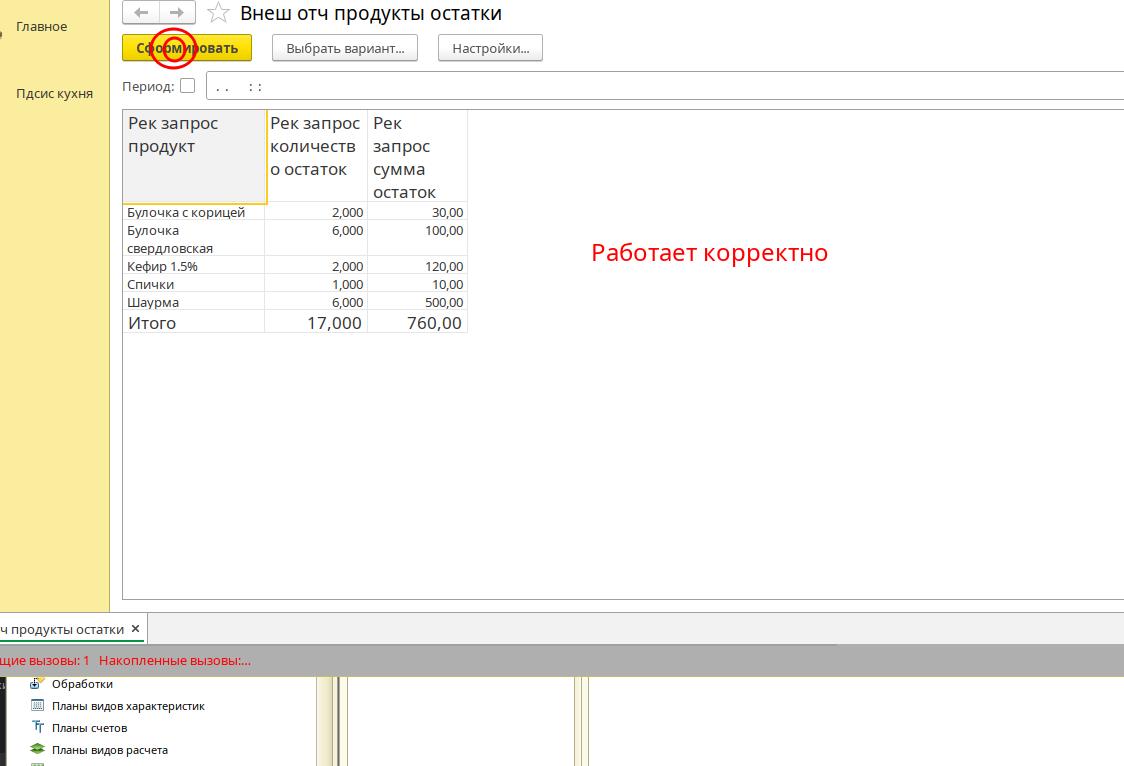 Главное
Пдсис кухня
Внеш отч продукты остатки
Сформировать
Выбрать вариант...
Настройки...
Период:
. . : :
Рек запрос
продукт
Рек запрос
количеств
о остаток
Рек
запрос
сумма
остаток
Булочка с корицей 2,000 30,00
Булочка 6,000 100,00
свердловская
Кефир 1.5% 2,000 120,00
Спички 1,000 10,00
Шаурма 6,000 500,00
Итого 17,000 760,00
Работает корректно
ч продукты остатки
щие вызовы: 1 Накопленные вызовы:...
Обработки
Планы видов характеристик
Планы счетов
Планы видов расчета